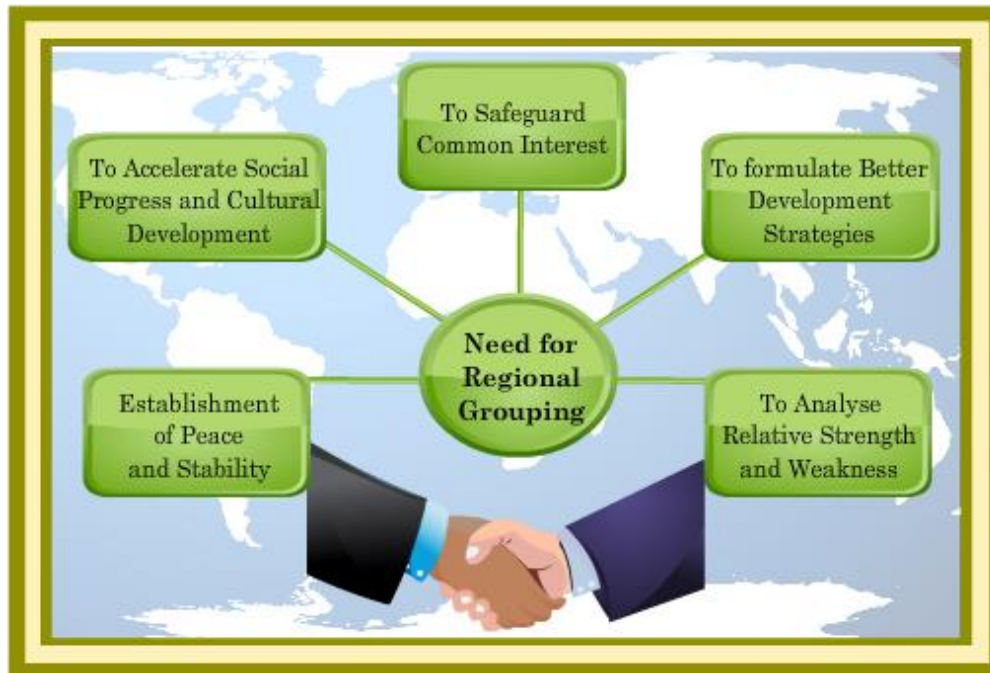 To Safeguard
Common Interest
To Accelerate Social
Progress and Cultural
Development
To formulate Better
Development
Strategies
Need for
Regional
Grouping
Establishment
of Peace
and Stability
To Analyse
Relative Strength
and Weakness